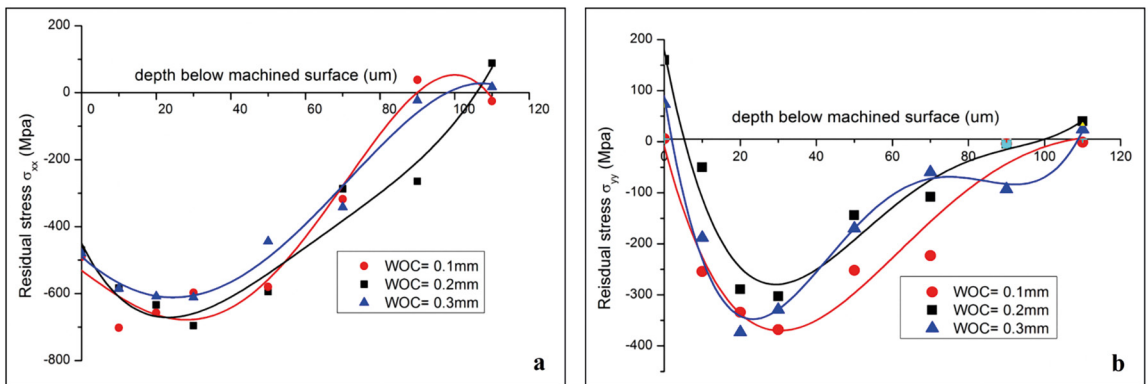 200
depth below machined surface (um)
0
0 20 40 60 80 100 120
-200
-400
-600
-800
Residual stress σxx (Mpa)
WOC= 0.1mm
WOC= 0.2mm
WOC= 0.3mm
a
200
100
depth below machined surface (um)
0
0 20 40 60 80 100 120
-100
-200
-300
-400
Reisdual stress σyy (Mpa)
WOC= 0.1mm
WOC= 0.2mm
WOC= 0.3mm
b